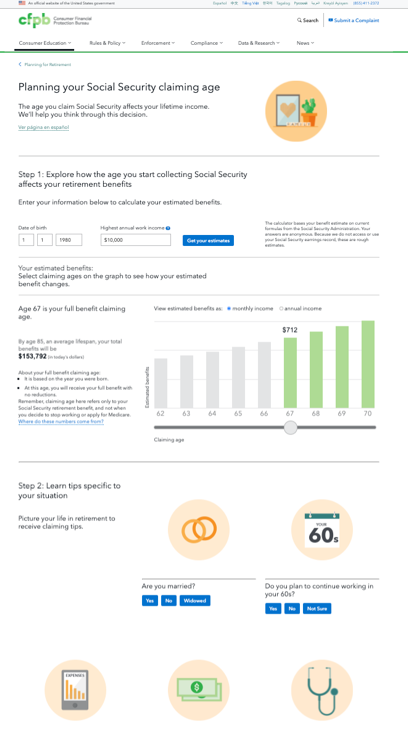 An official website of the United States government
Español 中文 Tiếng Việt 한국어 Tagalog Русский العربية Kreyòl Ayisyen (855) 411-2372
cfpb Consumer Financial
Protection Bureau
Search Submit a Complaint
Consumer Education Rules & Policy Enforcement Compliance Data & Research News
Planning for Retirement
Planning your Social Security claiming age
The age you claim Social Security affects your lifetime income.
We'll help you think through this decision.
Ver página en español
Step 1: Explore how the age you start collecting Social Security
affects your retirement benefits
Enter your information below to calculate your estimated benefits.
Date of birth
1 1 1980
Highest annual work income
$10,000
Get your estimates
The calculator bases your benefit estimate on current
formulas from the Social Security Administration. Your
answers are anonymous. Because we do not access or use
your Social Security earnings record, these are rough
estimates.
Your estimated benefits:
Select claiming ages on the graph to see how your estimated
benefit changes.
Age 67 is your full benefit claiming
age.
By age 85, an average lifespan, your total
benefits will be
$153,792 (in today's dollars)
About your full benefit claiming age:
• It is based on the year you were born.
• At this age, you will receive your full benefit with
no reductions.
Remember, claiming age here refers only to your
Social Security retirement benefit, and not when
you decide to stop working or apply for Medicare.
Where do these numbers come from?
View estimated benefits as: monthly income annual income
$712
Estimated benefits
62 63 64 65 66 67 68 69 70
Claiming age
Step 2: Learn tips specific to
your situation
Picture your life in retirement to
receive claiming tips.
YOUR
60s
Are you married?
Yes No Widowed
Do you plan to continue working in
your 60s?
Yes No Not Sure
EXPENSES
$